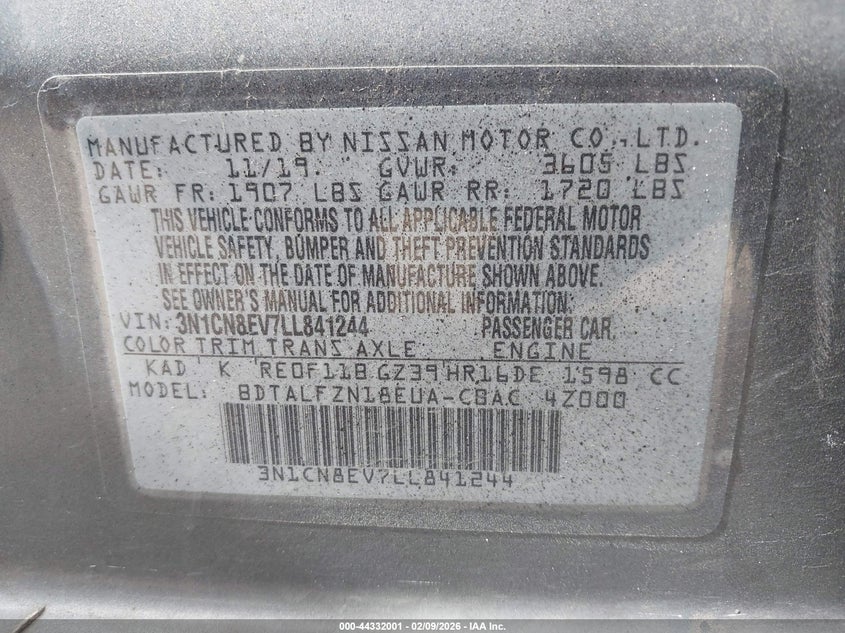 MANUFACTURED BY NISSAN MOTOR CO., LTD.
DATE: 11/19. GVWR: 3605 LBS
GAWR FR: 1907 LBS GAWR RR: 1720 LBS
THIS VEHICLE CONFORMS TO ALL APPLICABLE FEDERAL MOTOR
VEHICLE SAFETY, BUMPER AND THEFT PREVENTION STANDARDS
IN EFFECT ON THE DATE OF MANUFACTURE SHOWN ABOVE.
SEE OWNER'S MANUAL FOR ADDITIONAL INFORMATION.
VIN: 3N1CN8EV7LL841244 PASSENGER CAR.
COLOR TRIM TRANS AXLE ENGINE
KAD K RE0F11B GZ39 HR16DE 1598 CC
MODEL: BDTALFZN18EUA-CBAC 4Z000
3N1CN8EV7LL841244
000-44332001 - 02/09/2026 - IAA Inc.